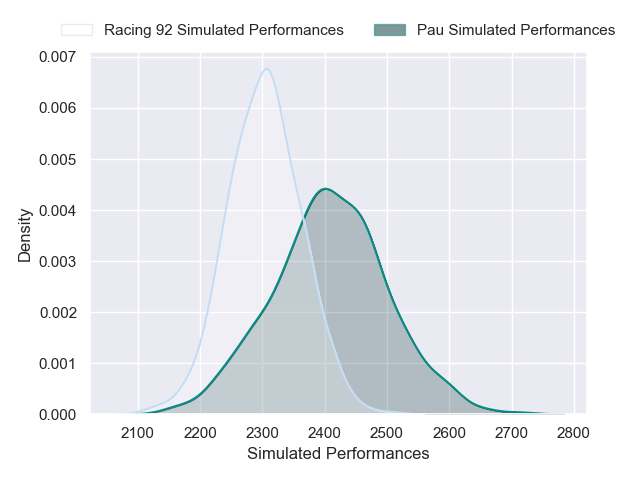 Racing 92 Simulated Performances Pau Simulated Performances
0.007
0.006
0.005
0.004
0.003
0.002
0.001
0.000
Density
2100 2200 2300 2400 2500 2600 2700 2800
Simulated Performances